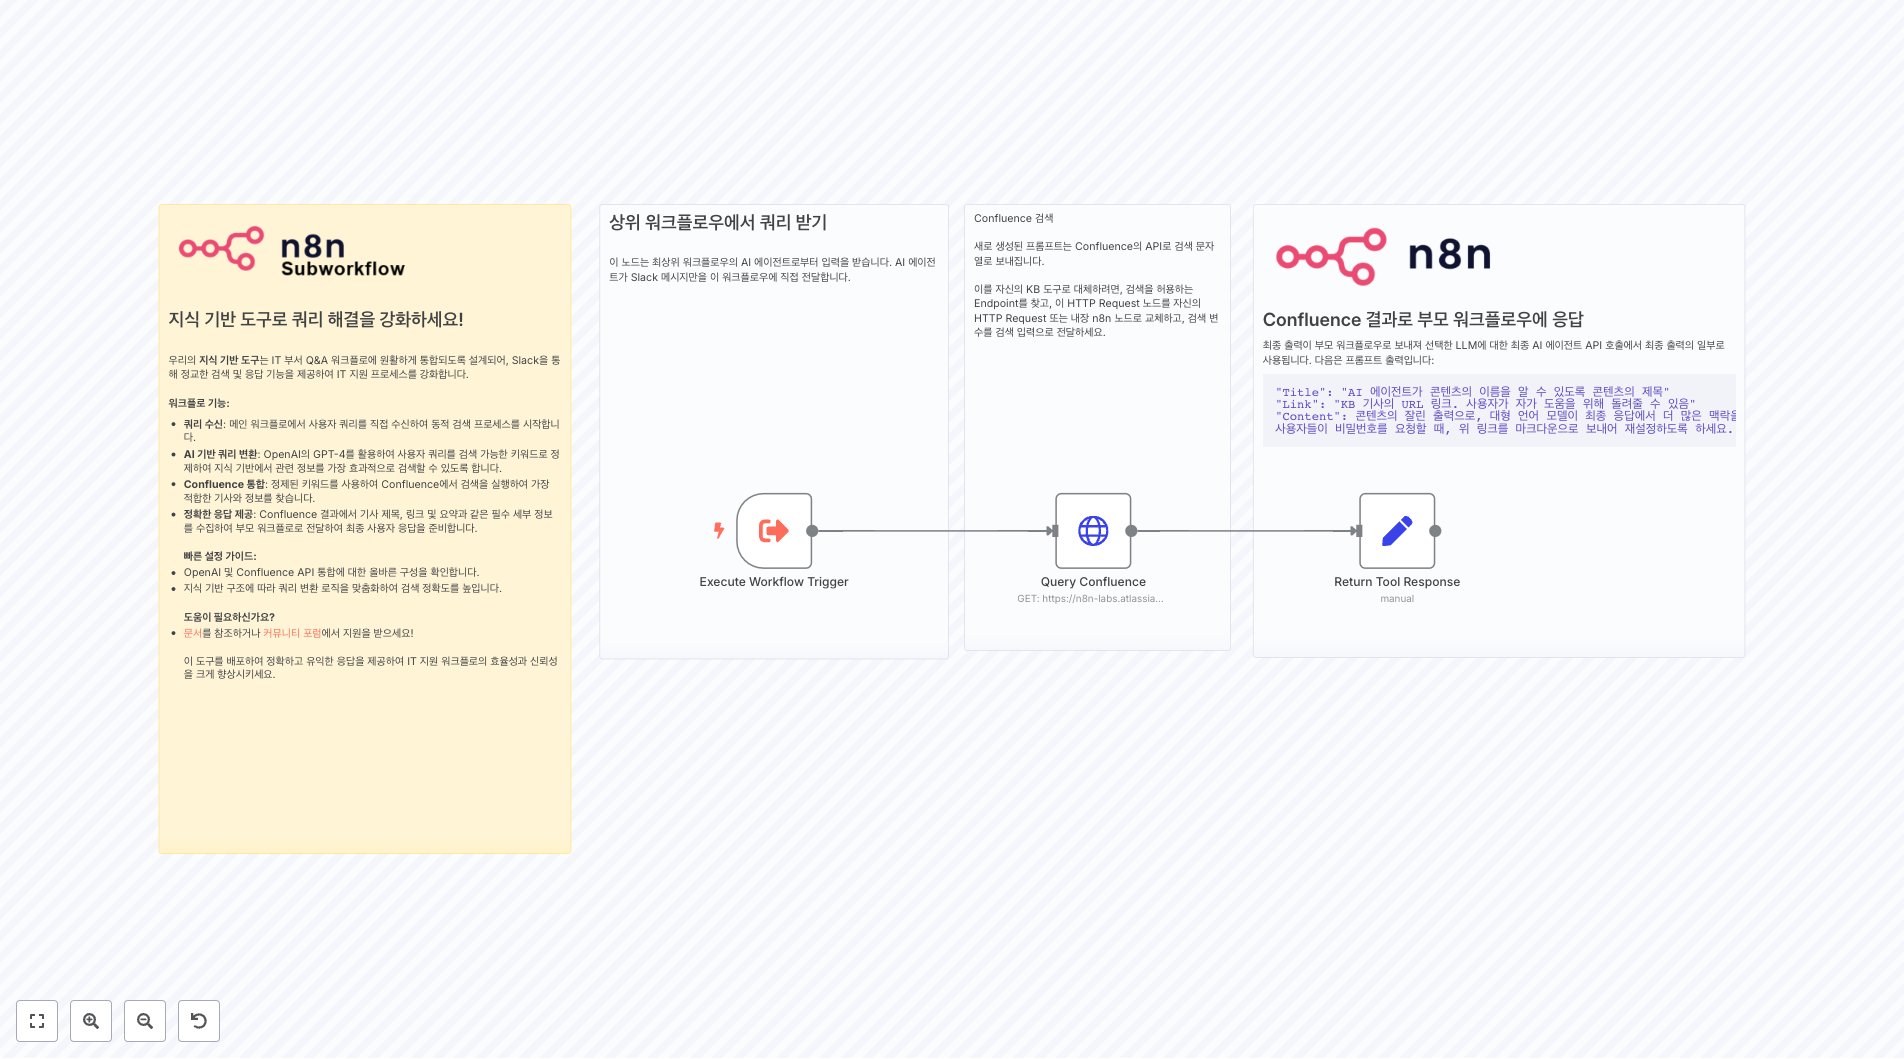 n8n
Subworkflow
지식 기반 도구로 쿼리 해결을 강화하세요!
우리의 지식 기반 도구는 IT 부서 Q&A 워크플로에 원활하게 통합되도록 설계되어, Slack을 통
해 정교한 검색 및 응답 기능을 제공하여 IT 지원 프로세스를 강화합니다.
워크플로 기능:
쿼리 수신: 메인 워크플로에서 사용자 쿼리를 직접 수신하여 동적 검색 프로세스를 시작합니
다.
AI 기반 쿼리 변환: OpenAI의 GPT-4를 활용하여 사용자 쿼리를 검색 가능한 키워드로 정
제하여 지식 기반에서 관련 정보를 가장 효과적으로 검색할 수 있도록 합니다.
Confluence 통합: 정제된 키워드를 사용하여 Confluence에서 검색을 실행하여 가장
적합한 기사와 정보를 찾습니다.
정확한 응답 제공: Confluence 결과에서 기사 제목, 링크 및 요약과 같은 필수 세부 정보
를 수집하여 부모 워크플로로 전달하여 최종 사용자 응답을 준비합니다.
빠른 설정 가이드:
OpenAI 및 Confluence API 통합에 대한 올바른 구성을 확인합니다.
지식 기반 구조에 따라 쿼리 변환 로직을 맞춤화하여 검색 정확도를 높입니다.
도움이 필요하신가요?
문서를 참조하거나 커뮤니티 포럼에서 지원을 받으세요!
이 도구를 배포하여 정확하고 유익한 응답을 제공하여 IT 지원 워크플로의 효율성과 신뢰성
을 크게 향상시키세요.
상위 워크플로우에서 쿼리 받기
이 노드는 최상위 워크플로우의 AI 에이전트로부터 입력을 받습니다. AI 에이전
트가 Slack 메시지만을 이 워크플로우에 직접 전달합니다.
Execute Workflow Trigger
Confluence 검색
새로 생성된 프롬프트는 Confluence의 API로 검색 문자
열로 보내집니다.
이를 자신의 KB 도구로 대체하려면, 검색을 허용하는
Endpoint를 찾고, 이 HTTP Request 노드를 자신의
HTTP Request 또는 내장 n8n 노드로 교체하고, 검색 변
수를 검색 입력으로 전달하세요.
Query Confluence
GET: https://n8n-labs.atlassia...
n8n
Confluence 결과로 부모 워크플로우에 응답
최종 출력이 부모 워크플로우로 보내져 선택한 LLM에 대한 최종 AI 에이전트 API 호출에서 최종 출력의 일부로
사용됩니다. 다음은 프롬프트 출력입니다:
"Title": "AI 에이전트가 콘텐츠의 이름을 알 수 있도록 콘텐츠의 제목"
"Link": "KB 기사의 URL 링크. 사용자가 자가 도움을 위해 돌려줄 수 있음"
"Content": 콘텐츠의 잘린 출력으로, 대형 언어 모델이 최종 응답에서 더 많은 맥락을
사용자들이 비밀번호를 요청할 때, 위 링크를 마크다운으로 보내어 재설정하도록 하세요.
Return Tool Response
manual